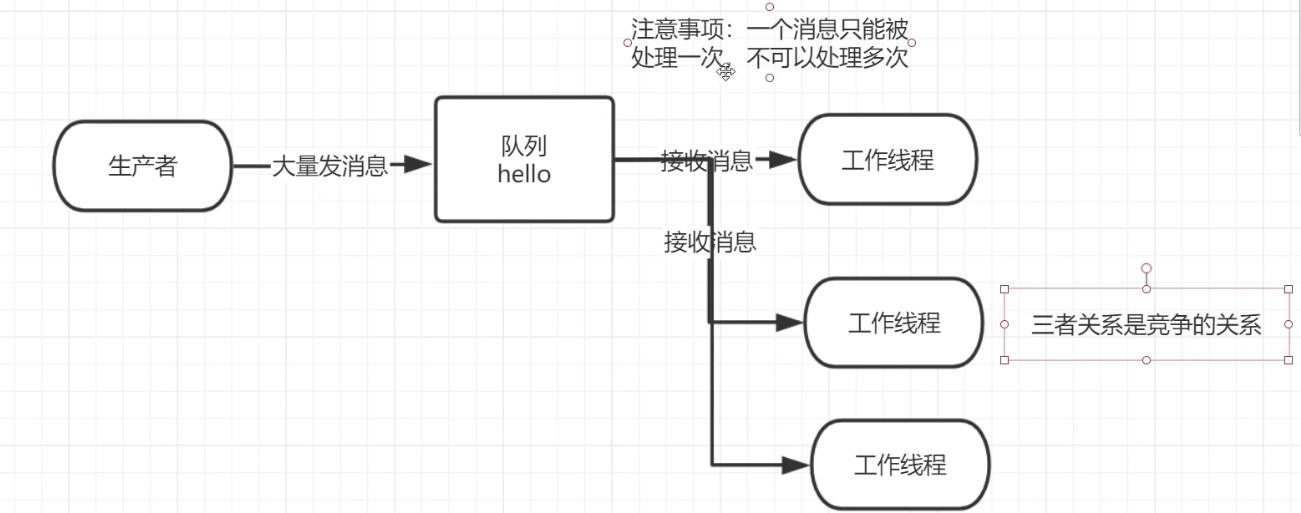 注意事项：一个消息只能被
处理一次，不可以处理多次
生产者
大量发消息
队列
hello
接收消息
工作线程
接收消息
工作线程
三者关系是竞争的关系
工作线程